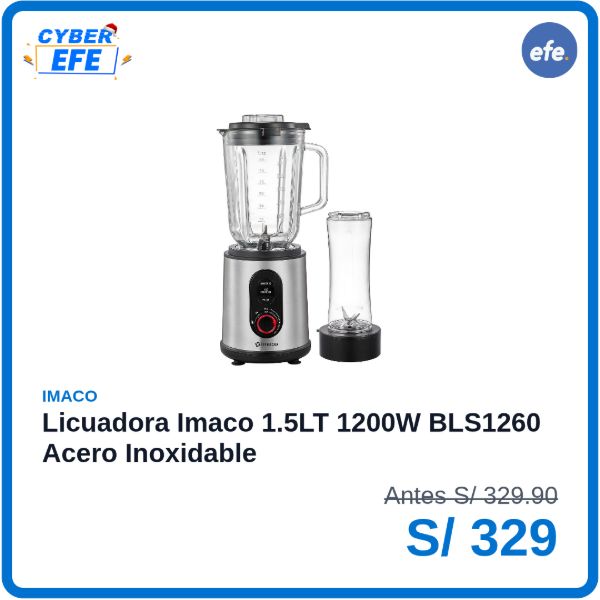 CYBER
EFE
efe.
IMACO
Licuadora Imaco 1.5LT 1200W BLS1260
Acero Inoxidable
Antes S/ 329.90
S/ 329